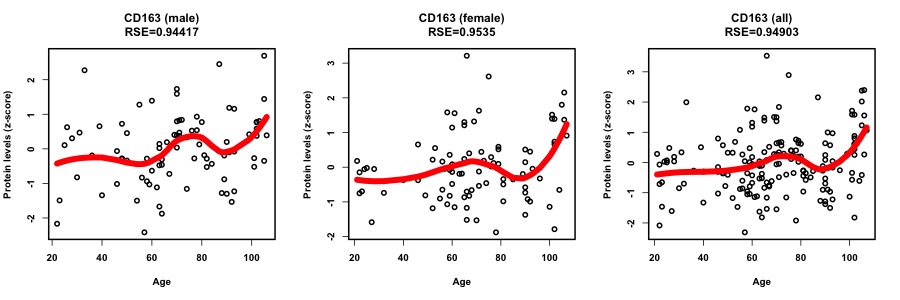 CD163 (male)
RSE=0.94417
Protein levels (z-score)
2
1
0
-1
-2
20 40 60 80 100
Age
CD163 (female)
RSE=0.9535
Protein levels (z-score)
3
2
1
0
-1
-2
20 40 60 80 100
Age
CD163 (all)
RSE=0.94903
Protein levels (z-score)
3
2
1
0
-1
-2
20 40 60 80 100
Age